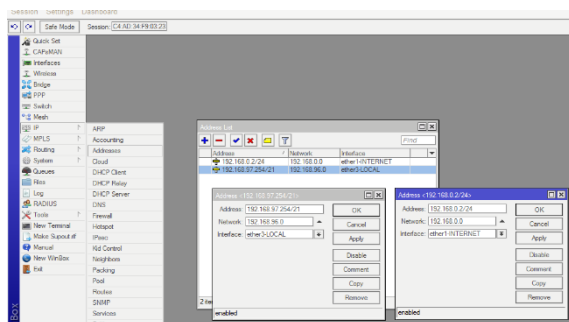 Session Settings Dashboard
Safe Mode Session: C4:AD:34:F9:03:23
Quick Set
CAPsMAN
Interfaces
Wireless
Bridge
PPP
Switch
Mesh
IP
MPLS
Routing
System
Queues
Files
Log
RADIUS
Tools
New Terminal
Make Supout.rif
Manual
New WinBox
Exit
Box
ARP
Accounting
Addresses
Cloud
DHCP Client
DHCP Relay
DHCP Server
DNS
Firewall
Hotspot
IPsec
Kid Control
Neighbors
Packing
Pool
Routes
SNMP
Services
Address List
Find
Address Network Interface
192.168.0.2/24 192.168.0.0 ether1-INTERNET
192.168.97.254/21 192.168.96.0 ether3-LOCAL
Address <192.168.97.254/21>
Address: 192.168.97.254/21 OK
Network: 192.168.96.0 Cancel
Interface: ether3-LOCAL Apply
Disable
Comment
Copy
Remove
enabled
Address <192.168.0.2/24>
Address: 192.168.0.2/24 OK
Network: 192.168.0.0 Cancel
Interface: ether1-INTERNET Apply
Disable
Comment
Copy
Remove
enabled